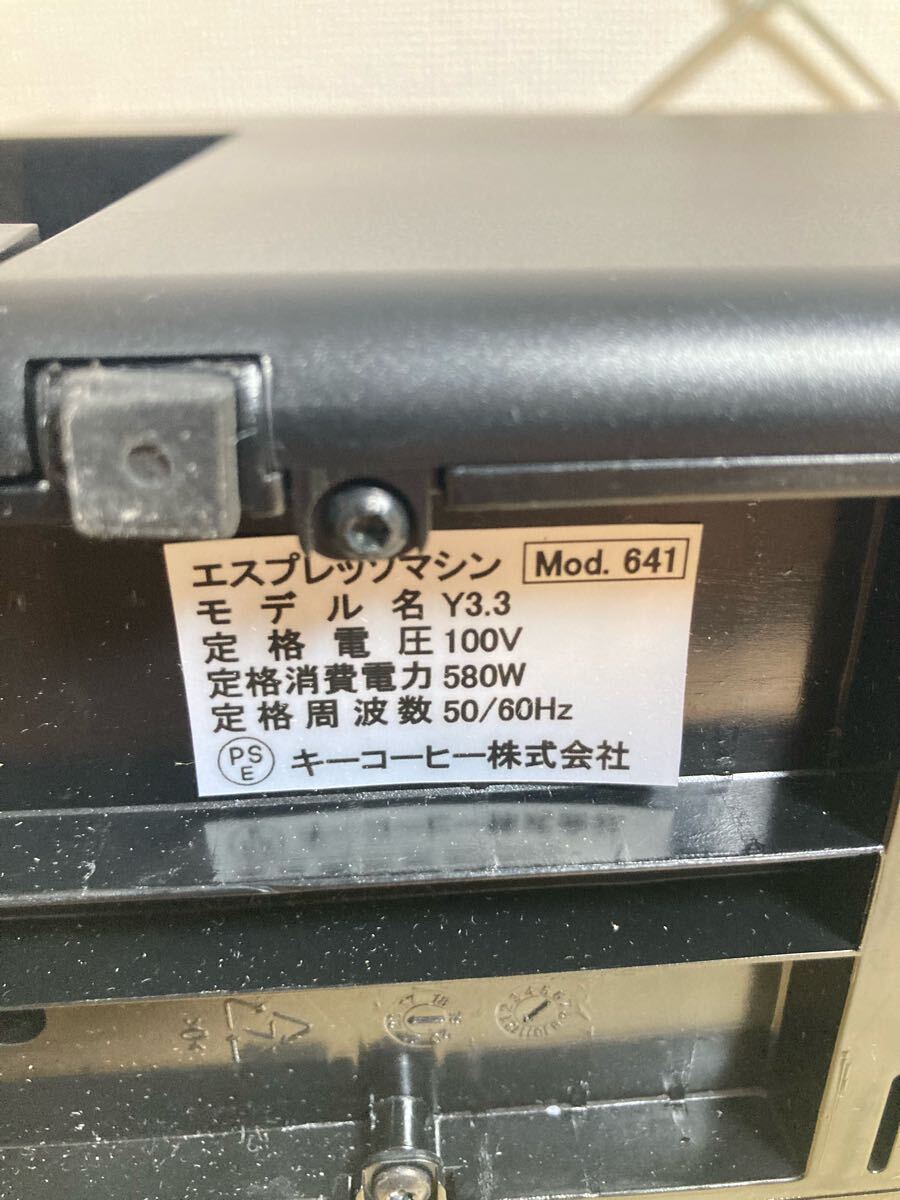 エスプレッソマシン Mod. 641
モデル名 Y3.3
定格電圧 100V
定格消費電力 580W
定格周波数 50/60Hz
PSE キーコーヒー株式会社